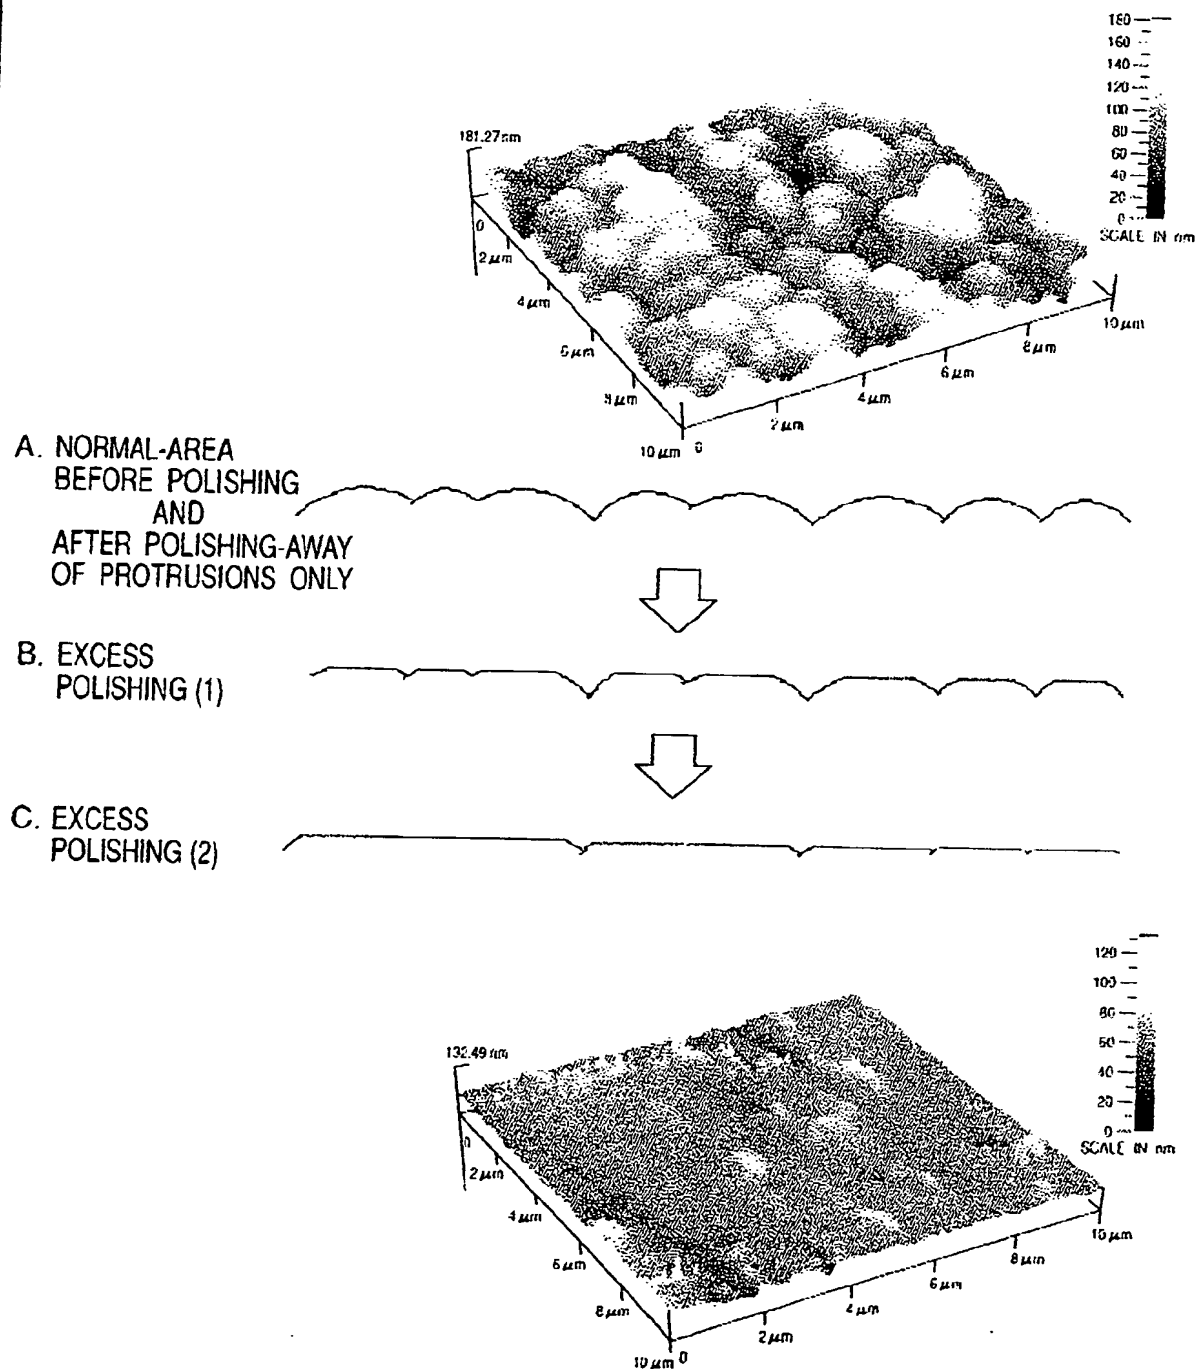 180
160
140
120
100
80
60
40
20
0
SCALE IN nm
181.27nm
0
2μm
4μm
6μm
8μm
10μm
0
2μm
4μm
6μm
8μm
10μm
A. NORMAL-AREA
BEFORE POLISHING
AND
AFTER POLISHING-AWAY
OF PROTRUSIONS ONLY
B. EXCESS
POLISHING (1)
C. EXCESS
POLISHING (2)
120
100
80
60
40
20
0
SCALE IN nm
132.49nm
0
2μm
4μm
6μm
8μm
10μm
0
2μm
4μm
6μm
8μm
10μm